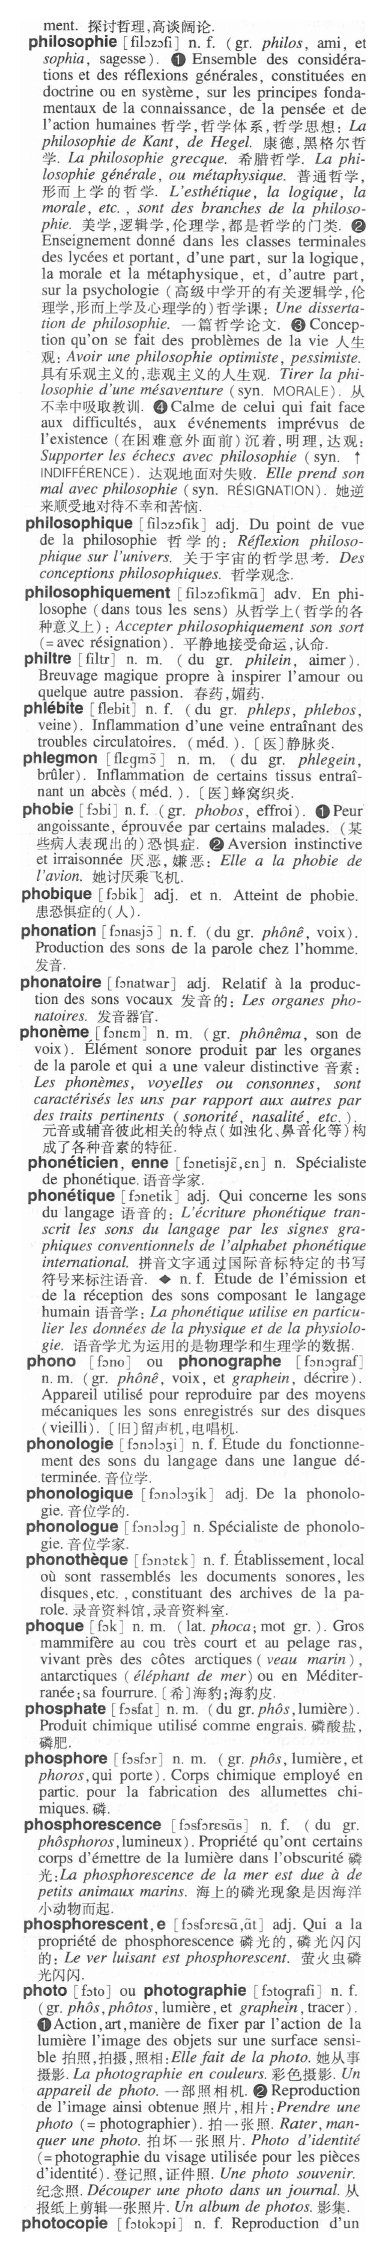 ment. 探讨哲理,高谈阔论.
philosophie [filɔzɔfi] n. f. (gr. philos, ami, et
sophia, sagesse). ❶ Ensemble des considéra-
tions et des réflexions générales, constituées en
doctrine ou en système, sur les principes fonda-
mentaux de la connaissance, de la pensée et de
l'action humaines 哲学,哲学体系,哲学思想: La
philosophie de Kant, de Hegel. 康德,黑格尔哲
学. La philosophie grecque. 希腊哲学. La phi-
losophie générale, ou métaphysique. 普通哲学,
形而上学的哲学. L'esthétique, la logique, la
morale, etc., sont des branches de la philoso-
phie. 美学,逻辑学,伦理学,都是哲学的门类. ❷
Enseignement donné dans les classes terminales
des lycées et portant, d'une part, sur la logique,
la morale et la métaphysique, et, d'autre part,
sur la psychologie (高级中学开的有关逻辑学,伦
理学,形而上学及心理学的)哲学课: Une disserta-
tion de philosophie. 一篇哲学论文. ❸ Concep-
tion qu'on se fait des problèmes de la vie 人生
观: Avoir une philosophie optimiste, pessimiste.
具有乐观主义的,悲观主义的人生观. Tirer la phi-
losophie d'une mésaventure (syn. MORALE). 从
不幸中吸取教训. ❹ Calme de celui qui fait face
aux difficultés, aux événements imprévus de
l'existence (在困难意外面前)沉着,明理,达观:
Supporter les échecs avec philosophie (syn. ↑
INDIFFÉRENCE). 达观地面对失败. Elle prend son
mal avec philosophie (syn. RÉSIGNATION). 她逆
来顺受地对待不幸和苦恼.
philosophique [filɔzɔfik] adj. Du point de vue
de la philosophie 哲学的: Réflexion philoso-
phique sur l'univers. 关于宇宙的哲学思考. Des
conceptions philosophiques. 哲学观念.
philosophiquement [filɔzɔfikmɑ̃] adv. En phi-
losophe (dans tous les sens) 从哲学上(哲学的各
种意义上): Accepter philosophiquement son sort
(=avec résignation). 平静地接受命运,认命.
philtre [filtr] n. m. (du gr. philein, aimer).
Breuvage magique propre à inspirer l'amour ou
quelque autre passion. 春药,媚药.
phlébite [flebit] n. f. (du gr. phleps, phlebos,
veine). Inflammation d'une veine entraînant des
troubles circulatoires. (méd.). [医]静脉炎.
phlegmon [flɛgmɔ̃] n. m. (du gr. phlegein,
brûler). Inflammation de certains tissus entraî-
nant un abcès (méd.). [医]蜂窝织炎.
phobie [fɔbi] n. f. (gr. phobos, effroi). ❶ Peur
angoissante, éprouvée par certains malades. (某
些病人表现出的)恐惧症. ❷ Aversion instinctive
et irraisonnée 厌恶,嫌恶: Elle a la phobie de
l'avion. 她讨厌乘飞机.
phobique [fɔbik] adj. et n. Atteint de phobie.
患恐惧症的(人).
phonation [fɔnasjɔ̃] n. f. (du gr. phônê, voix).
Production des sons de la parole chez l'homme.
发音.
phonatoire [fɔnatwar] adj. Relatif à la produc-
tion des sons vocaux 发音的: Les organes pho-
natoires. 发音器官.
phonème [fɔnɛm] n. m. (gr. phônêma, son de
voix). Élément sonore produit par les organes
de la parole et qui a une valeur distinctive 音素:
Les phonèmes, voyelles ou consonnes, sont
caractérisés les uns par rapport aux autres par
des traits pertinents (sonorité, nasalité, etc.).
元音或辅音彼此相关的特点(如浊化、鼻音化等)构
成了各种音素的特征.
phonéticien, enne [fɔnetisjɛ̃,ɛn] n. Spécialiste
de phonétique. 语音学家.
phonétique [fɔnetik] adj. Qui concerne les sons
du langage 语音的: L'écriture phonétique tran-
scrit les sons du langage par les signes gra-
phiques conventionnels de l'alphabet phonétique
international. 拼音文字通过国际音标特定的书写
符号来标注语音. ◆ n. f. Étude de l'émission et
de la réception des sons composant le langage
humain 语音学: La phonétique utilise en particu-
lier les données de la physique et de la physiolo-
gie. 语音学尤为运用的是物理学和生理学的数据.
phono [fɔno] ou phonographe [fɔnɔgraf]
n. m. (gr. phônê, voix, et graphein, décrire).
Appareil utilisé pour reproduire par des moyens
mécaniques les sons enregistrés sur des disques
(vieilli). [旧]留声机,电唱机.
phonologie [fɔnɔlɔʒi] n. f. Étude du fonctionne-
ment des sons du langage dans une langue dé-
terminée. 音位学.
phonologique [fɔnɔlɔʒik] adj. De la phonolo-
gie. 音位学的.
phonologue [fɔnɔlɔg] n. Spécialiste de phonolo-
gie. 音位学家.
phonothèque [fɔnɔtɛk] n. f. Établissement, local
où sont rassemblés les documents sonores, les
disques, etc., constituant des archives de la pa-
role. 录音资料馆,录音资料室.
phoque [fɔk] n. m. (lat. phoca; mot gr.). Gros
mammifère au cou très court et au pelage ras,
vivant près des côtes arctiques (veau marin),
antarctiques (éléphant de mer) ou en Méditer-
ranée; sa fourrure. [希]海豹;海豹皮.
phosphate [fɔsfat] n. m. (du gr. phôs, lumière).
Produit chimique utilisé comme engrais. 磷酸盐,
磷肥.
phosphore [fɔsfɔr] n. m. (gr. phôs, lumière, et
phoros, qui porte). Corps chimique employé en
partic. pour la fabrication des allumettes chi-
miques. 磷.
phosphorescence [fɔsfɔrɛsɑ̃s] n. f. (du gr.
phôsphoros, lumineux). Propriété qu'ont certains
corps d'émettre de la lumière dans l'obscurité 磷
光: La phosphorescence de la mer est due à de
petits animaux marins. 海上的磷光现象是因海洋
小动物而起.
phosphorescent, e [fɔsfɔrɛsɑ̃,ɑ̃t] adj. Qui a la
propriété de phosphorescence 磷光的,磷光闪闪
的: Le ver luisant est phosphorescent. 萤火虫磷
光闪闪.
photo [fɔto] ou photographie [fɔtɔgrafi] n. f.
(gr. phôs, phôtos, lumière, et graphein, tracer).
❶ Action, art, manière de fixer par l'action de la
lumière l'image des objets sur une surface sensi-
ble 拍照,拍摄,照相: Elle fait de la photo. 她从事
摄影. La photographie en couleurs. 彩色摄影. Un
appareil de photo. 一部照相机. ❷ Reproduction
de l'image ainsi obtenue 照片,相片: Prendre une
photo (= photographier). 拍一张照. Rater, man-
quer une photo. 拍坏一张照片. Photo d'identité
(=photographie du visage utilisée pour les pièces
d'identité). 登记照,证件照. Une photo souvenir.
纪念照. Découper une photo dans un journal. 从
报纸上剪辑一张照片. Un album de photos. 影集.
photocopie [fɔtɔkɔpi] n. f. Reproduction d'un